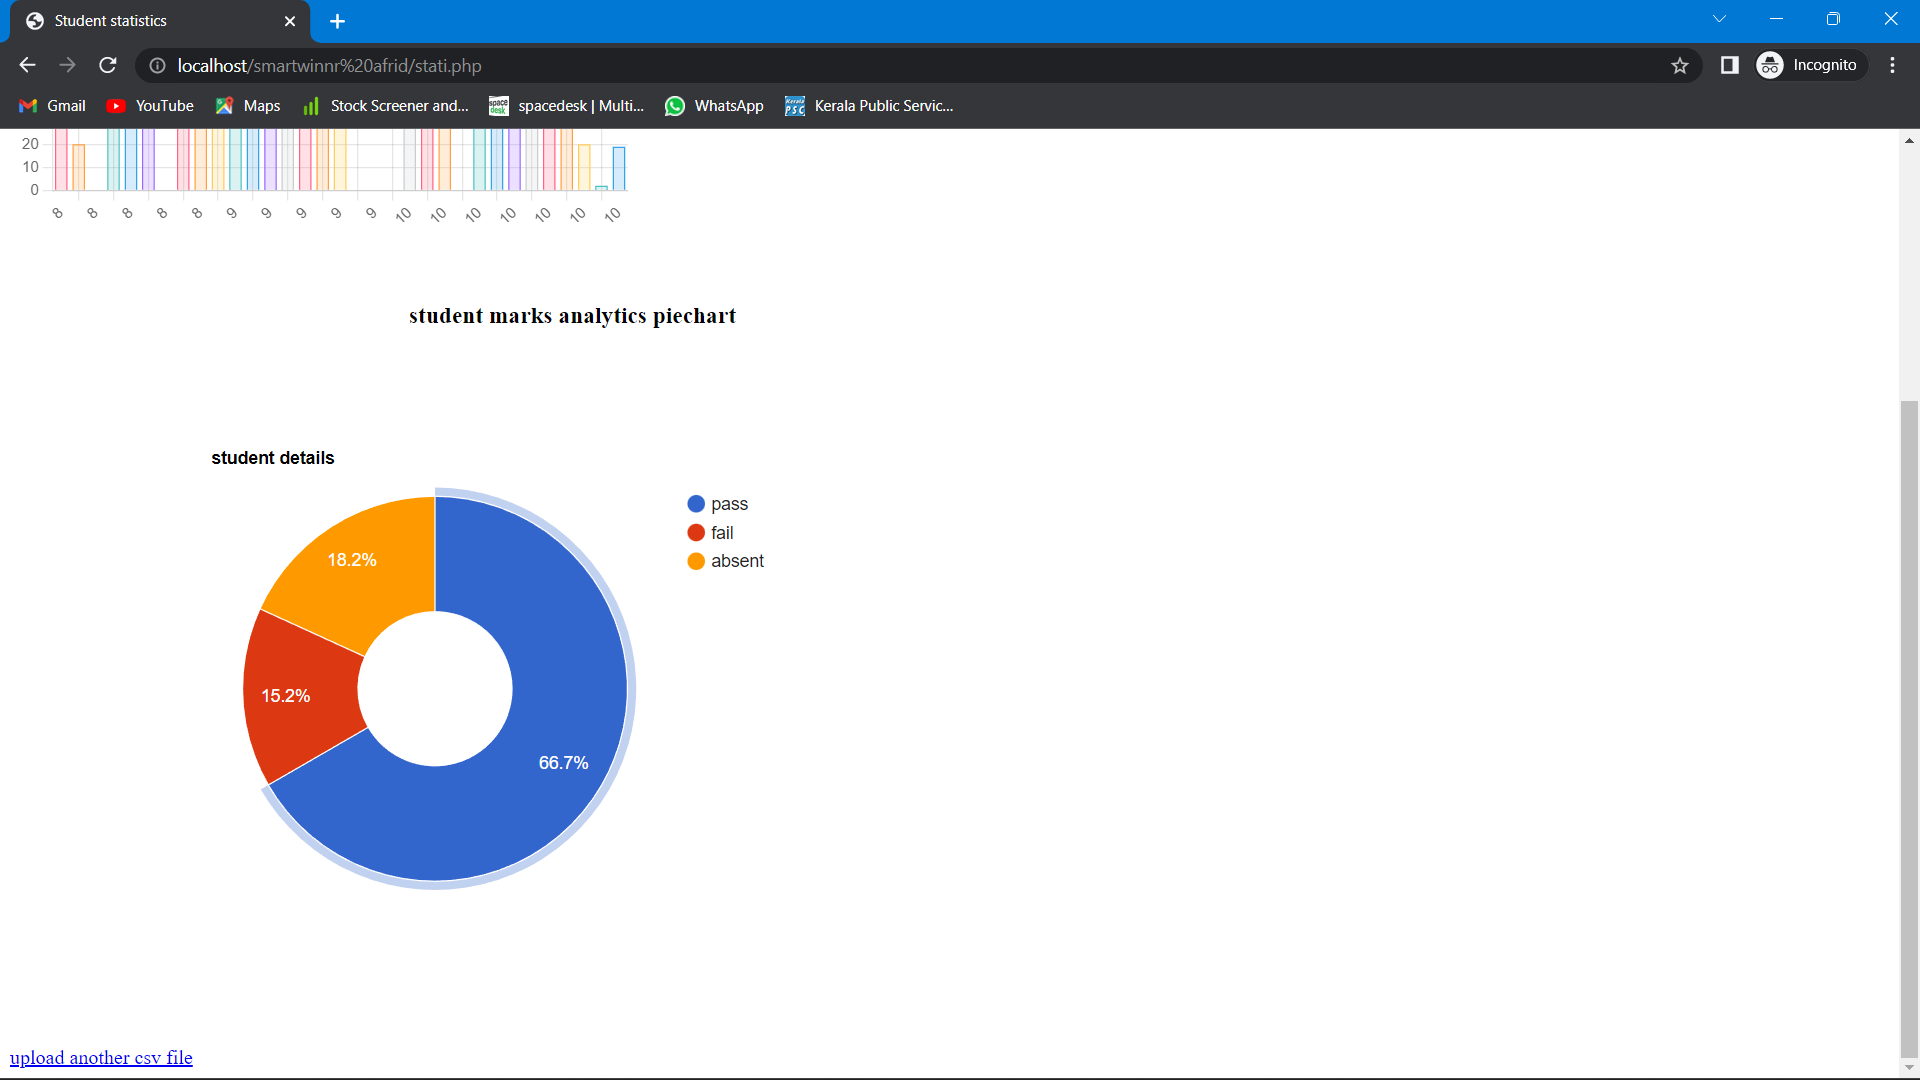 Student statistics
localhost/smartwinnr%20afrid/stati.php
Incognito
Gmail YouTube Maps Stock Screener and... spacedesk | Multi... WhatsApp Kerala Public Servic...
20
10
0
8 8 8 8 8 9 9 9 9 9 10 10 10 10 10 10 10
student marks analytics piechart
student details
pass
fail
absent
18.2%
15.2%
66.7%
upload another csv file